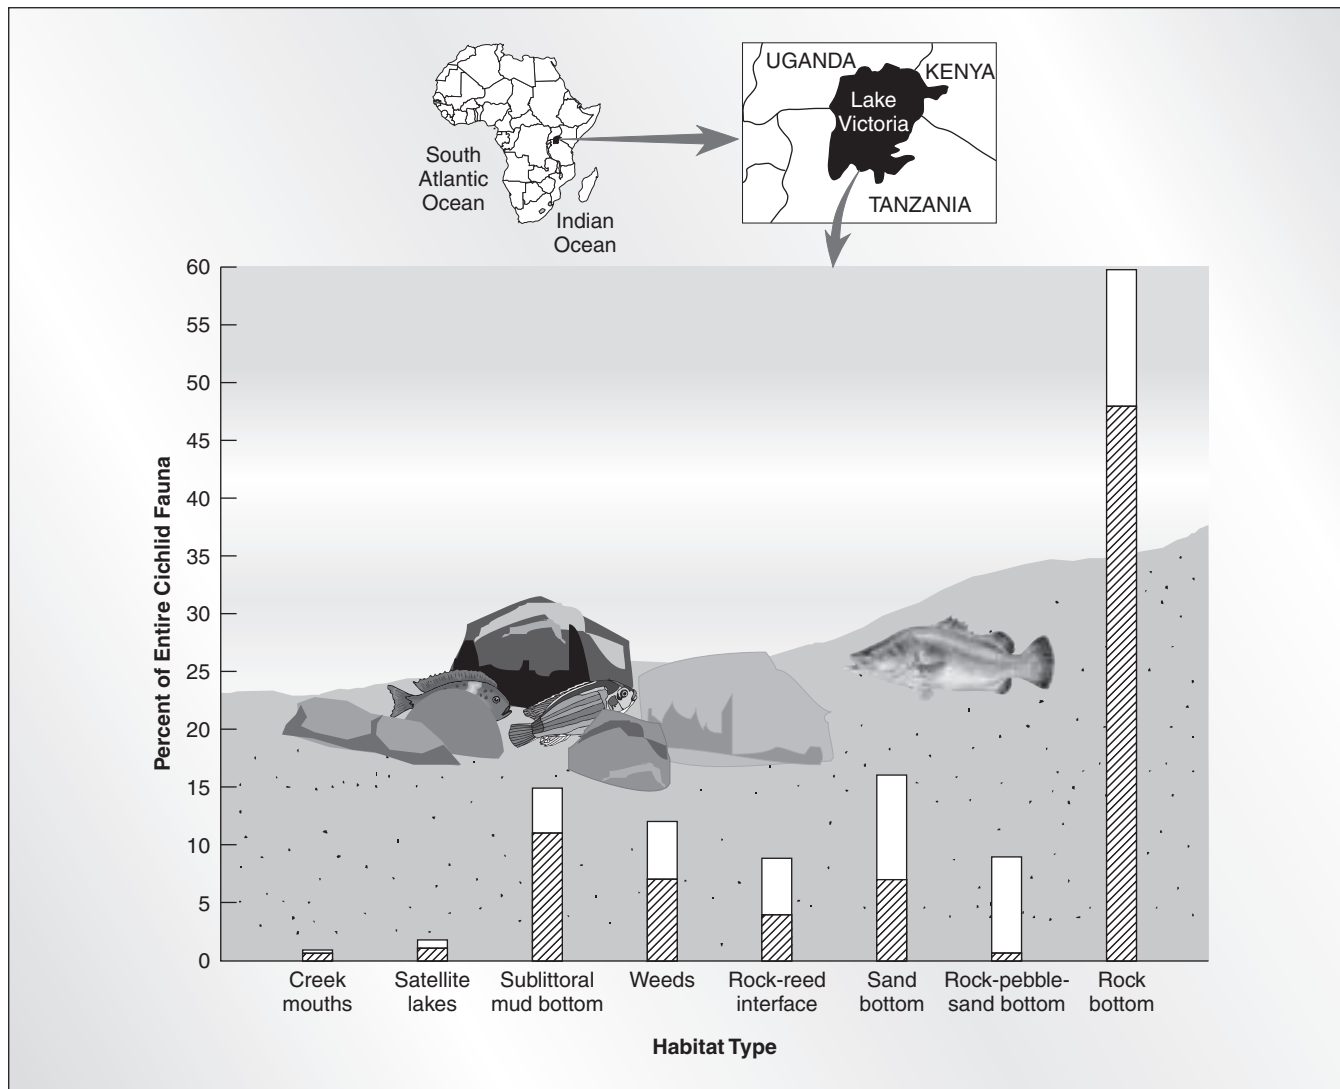 UGANDA
KENYA
Lake
Victoria
TANZANIA
South
Atlantic
Ocean
Indian
Ocean
Percent of Entire Cichlid Fauna
60
55
50
45
40
35
30
25
20
15
10
5
0
Creek
mouths
Satellite
lakes
Sublittoral
mud bottom
Weeds
Rock-reed
interface
Sand
bottom
Rock-pebble-
sand bottom
Rock
bottom
Habitat Type